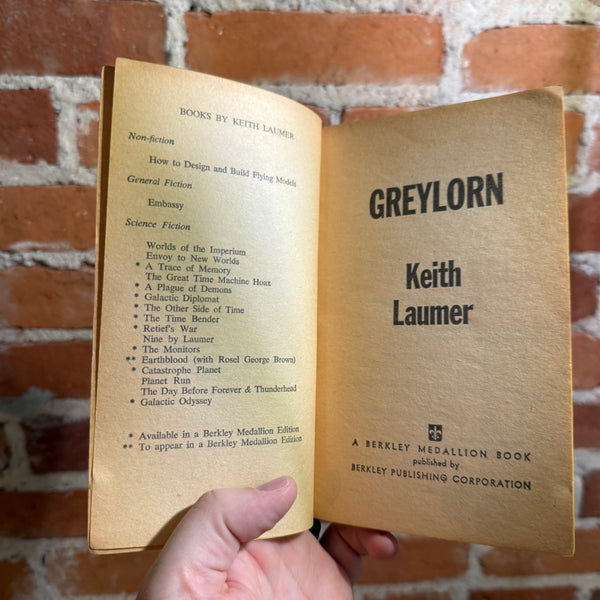 BOOKS BY KEITH LAUMER
Non-fiction
How to Design and Build Flying Models
General Fiction
Embassy
Science Fiction
Worlds of the Imperium
Envoy to New Worlds
* A Trace of Memory
The Great Time Machine Hoax
* A Plague of Demons
* Galactic Diplomat
* The Other Side of Time
* The Time Bender
* Retief's War
Nine by Laumer
* The Monitors
** Earthblood (with Rosel George Brown)
* Catastrophe Planet
Planet Run
The Day Before Forever & Thunderhead
* Galactic Odyssey
* Available in a Berkley Medallion Edition
** To appear in a Berkley Medallion Edition
GREYLORN
Keith
Laumer
A BERKLEY MEDALLION BOOK
published by
BERKLEY PUBLISHING CORPORATION